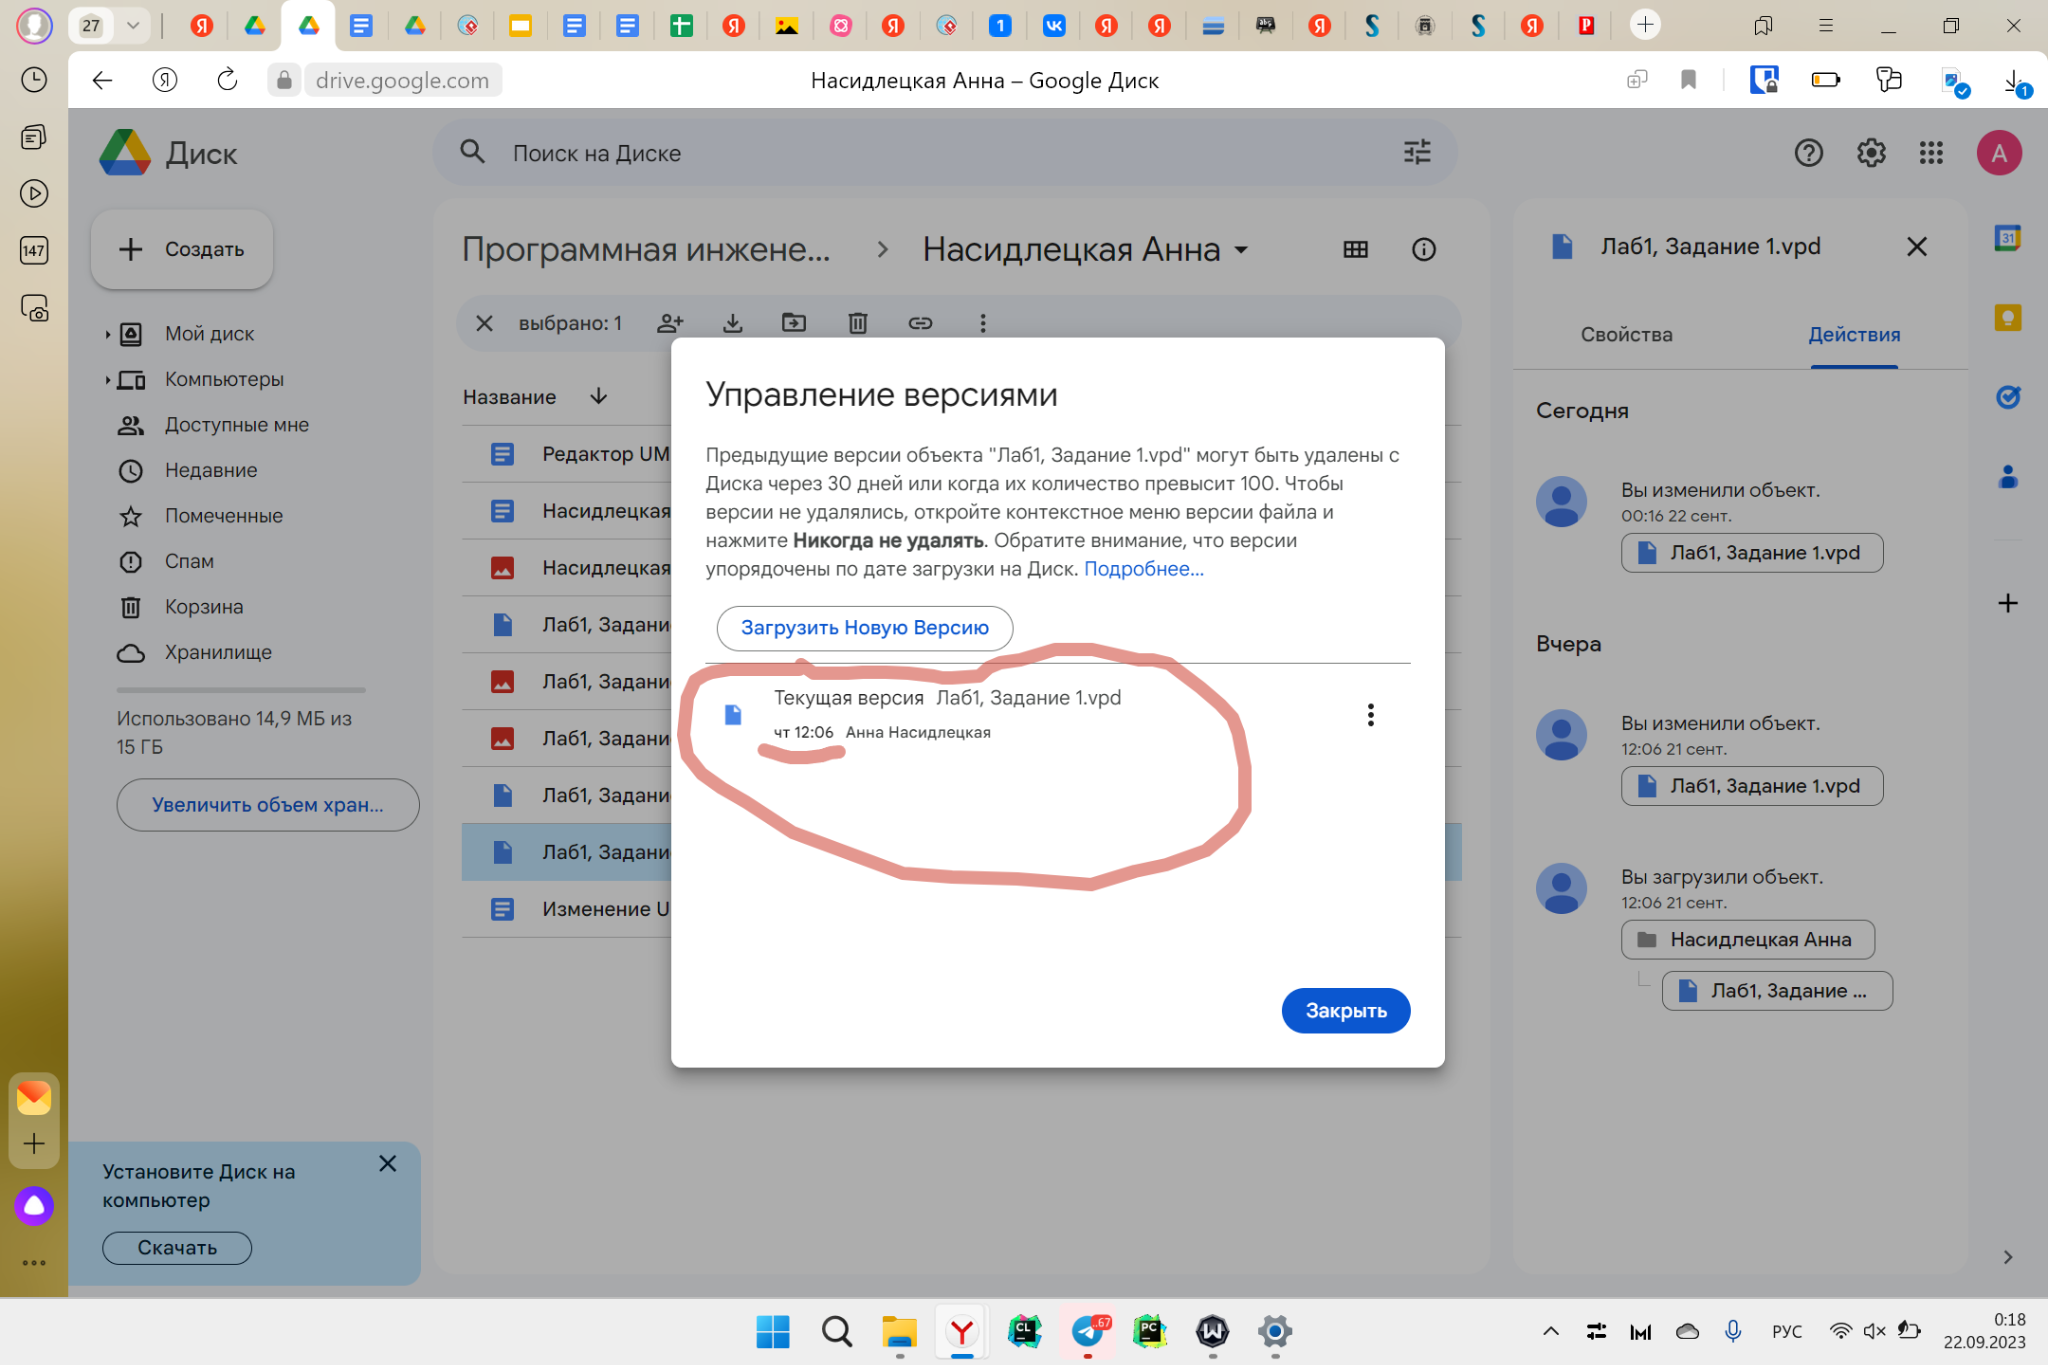 27
drive.google.com
Насидлецкая Анна – Google Диск
1
147
Диск
Поиск на Диске
A
Создать
Мой диск
Компьютеры
Доступные мне
Недавние
Помеченные
Спам
Корзина
Хранилище
Использовано 14,9 МБ из
15 ГБ
Увеличить объем хран...
Установите Диск на
компьютер
Скачать
Программная инжене...
Насидлецкая Анна
выбрано: 1
Название
Редактор UM
Насидлецкая
Насидлецкая
Лаб1, Задани
Лаб1, Задани
Лаб1, Задани
Лаб1, Задани
Лаб1, Задани
Изменение U
Управление версиями
Предыдущие версии объекта "Лаб1, Задание 1.vpd" могут быть удалены с
Диска через 30 дней или когда их количество превысит 100. Чтобы
версии не удалялись, откройте контекстное меню версии файла и
нажмите Никогда не удалять. Обратите внимание, что версии
упорядочены по дате загрузки на Диск. Подробнее...
Загрузить Новую Версию
Текущая версия Лаб1, Задание 1.vpd
чт 12:06 Анна Насидлецкая
Закрыть
Лаб1, Задание 1.vpd
Свойства
Действия
Сегодня
Вы изменили объект.
00:16 22 сент.
Лаб1, Задание 1.vpd
Вчера
Вы изменили объект.
12:06 21 сент.
Лаб1, Задание 1.vpd
Вы загрузили объект.
12:06 21 сент.
Насидлецкая Анна
Лаб1, Задание ...
31
CL
..67
PC
РУС
0:18
22.09.2023